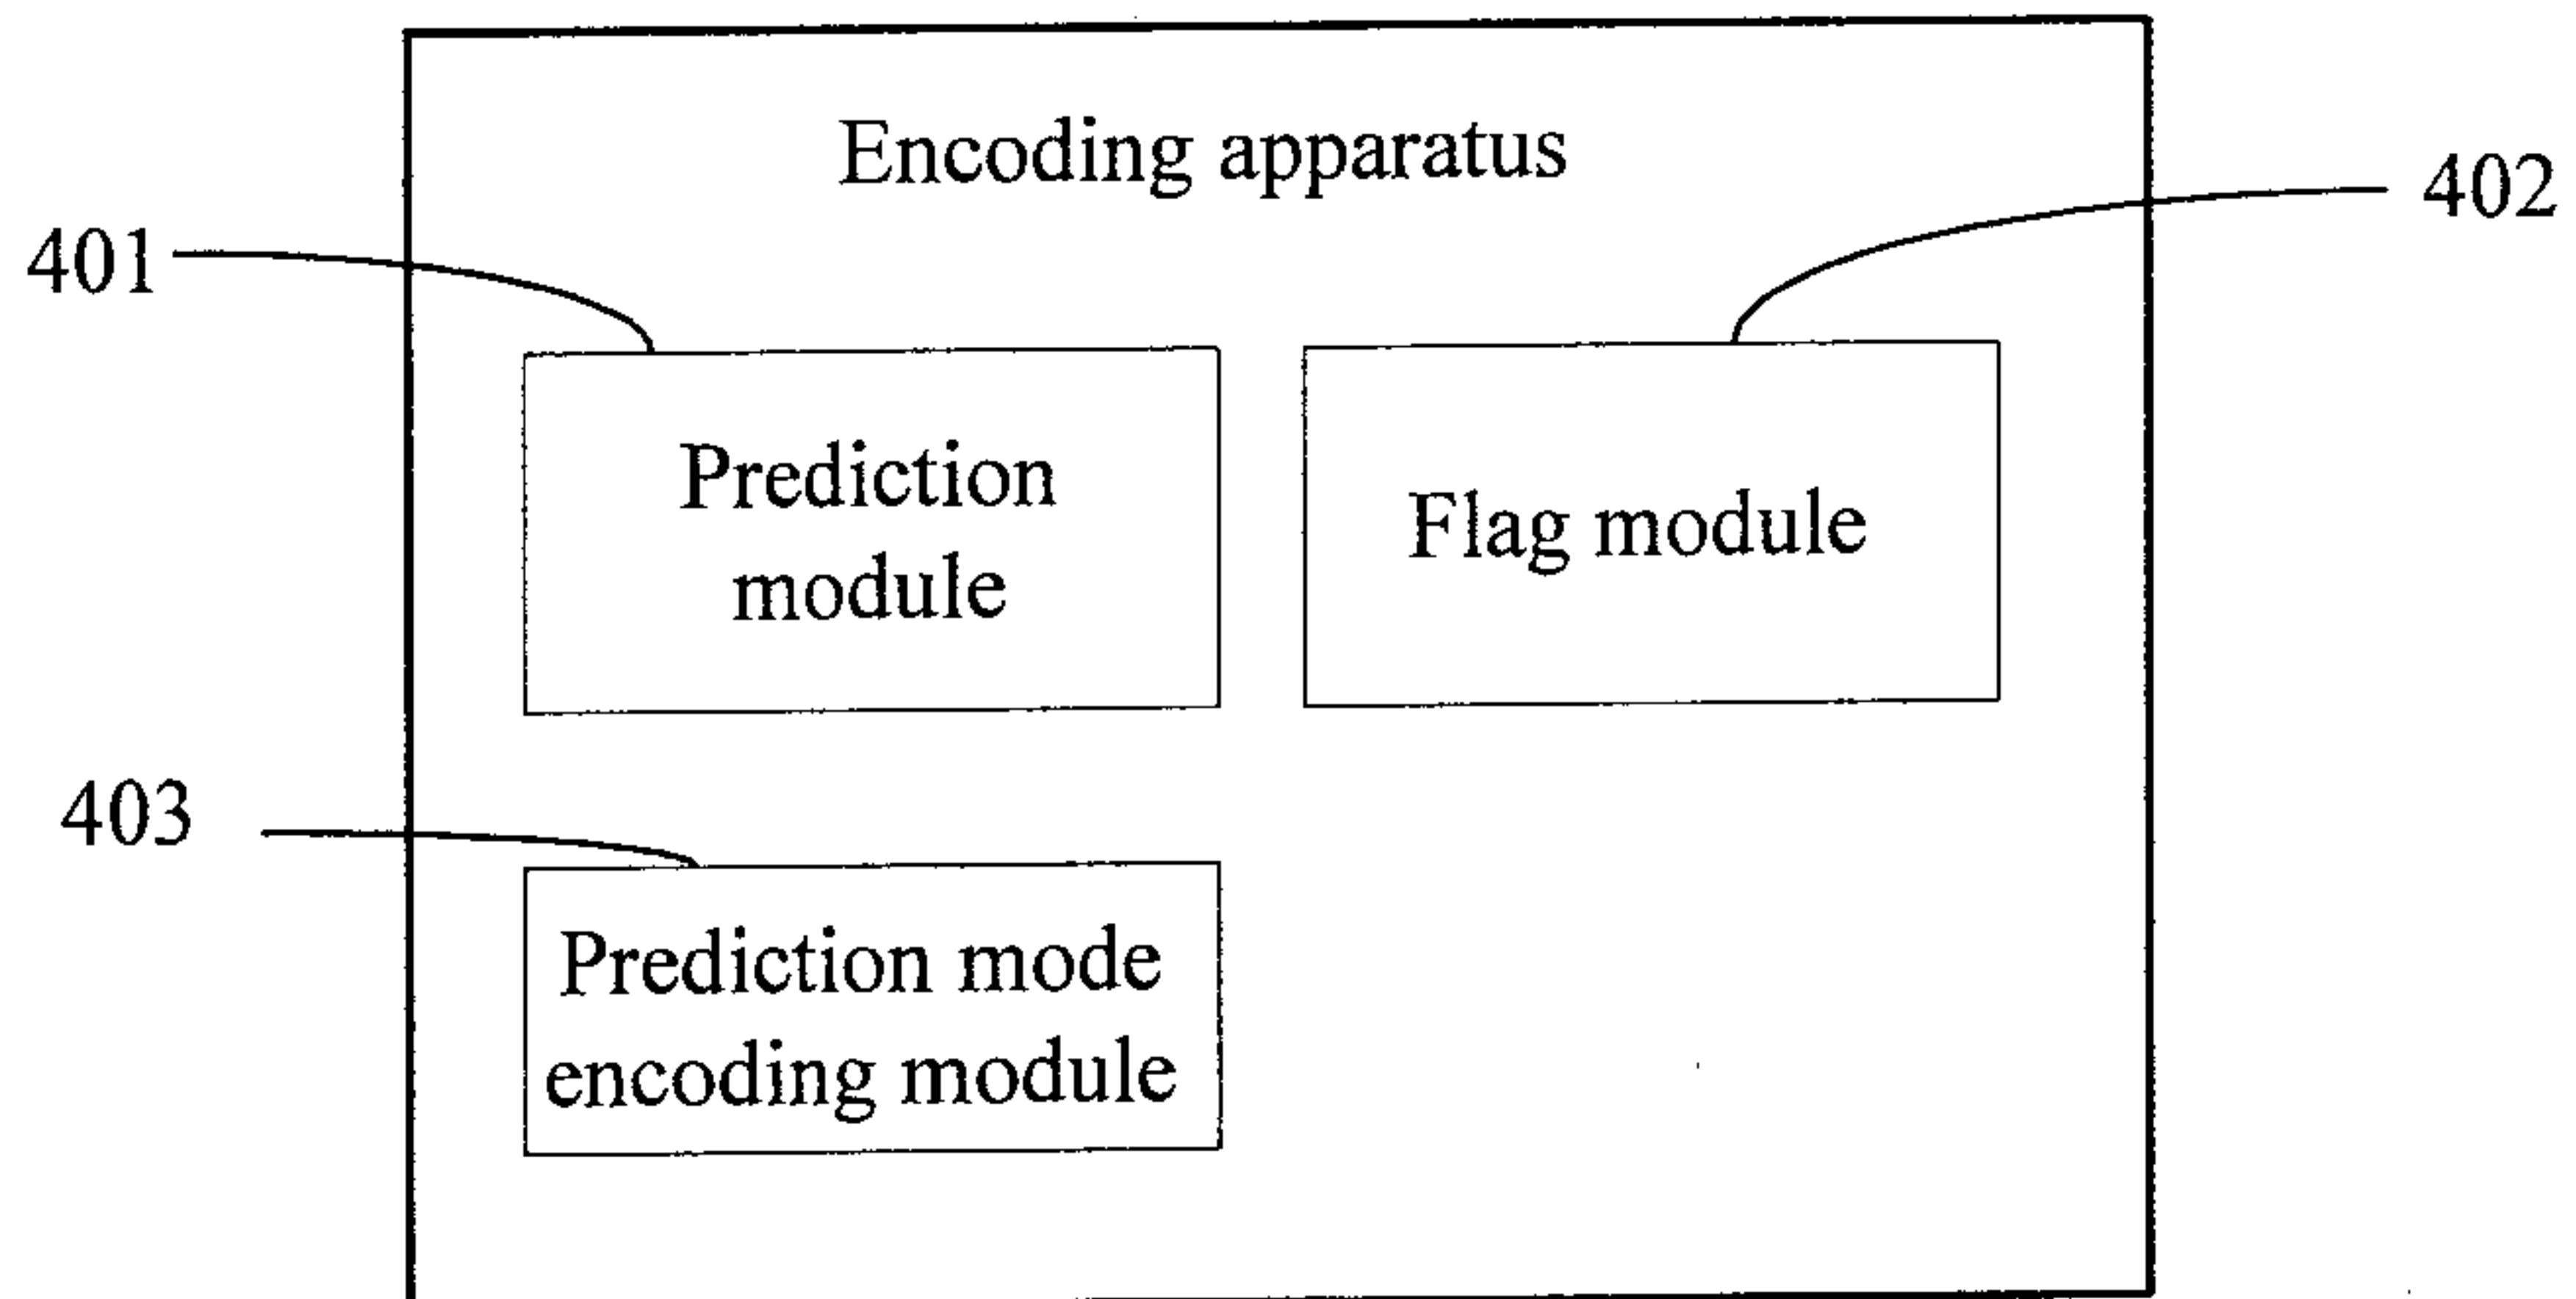 Encoding apparatus
401
402
Prediction
module
Flag module
403
Prediction mode
encoding module